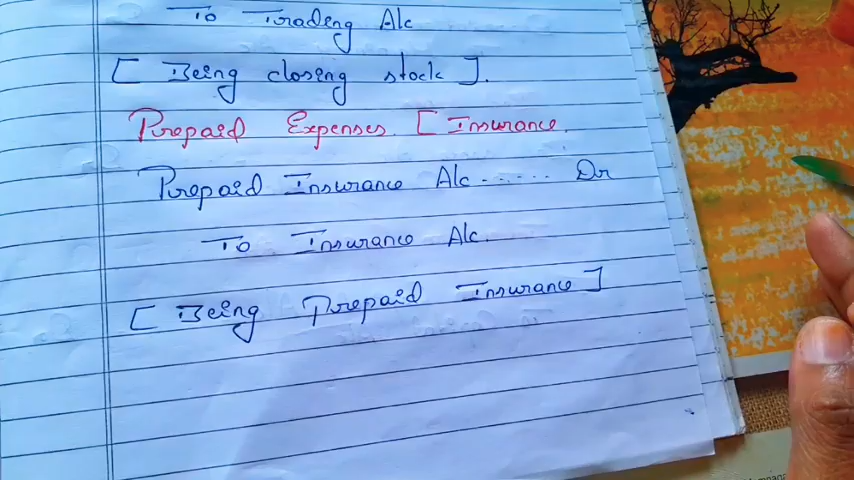 To Trading A/c
[ Being closing stock ].
Prepaid Expenses. [ Insurance.
Prepaid Insurance A/c ...... Dr
To Insurance A/c.
[ Being Prepaid Insurance ]